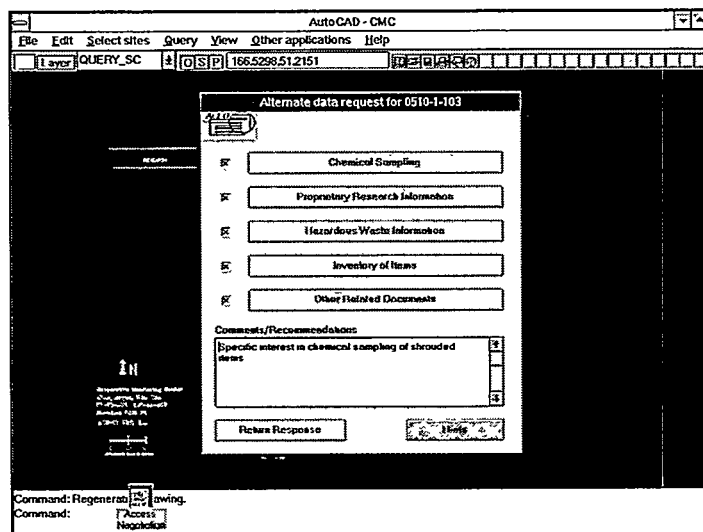 AutoCAD - CMC
File Edit Select sites Query View Other applications Help
Layer QUERY_SC O S P 166.5298,51.2151
Alternate data request for 0510-1-103
Chemical Sampling
Proprietary Research Information
Hazardous Waste Information
Inventory of Items
Other Related Documents
Comments/Recommendations
Specific interest in chemical sampling of shrouded
items
Return Response
Hints
N
Command: Regenerati awing.
Command:
Access
Negotiation